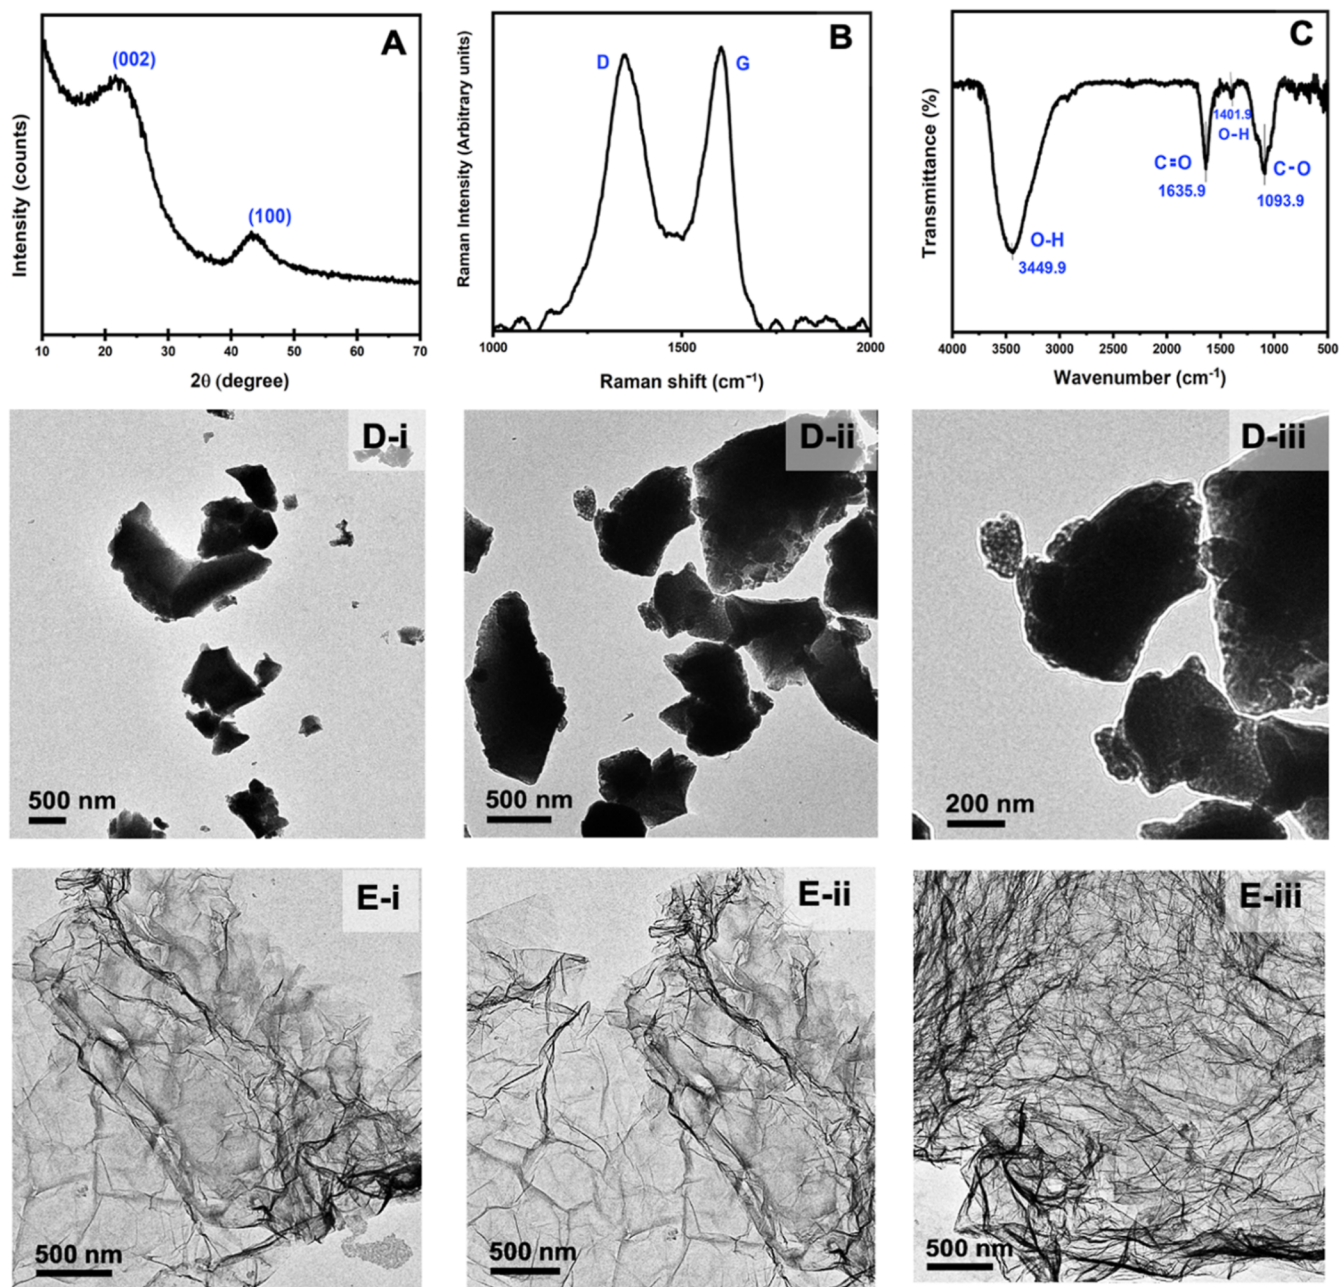 A
(002)
(100)
Intensity (counts)
10 20 30 40 50 60 70
2θ (degree)
B
D
G
Raman Intensity (Arbitrary units)
1000 1500 2000
Raman shift (cm⁻¹)
C
1401.9
O-H
C=O
1635.9
C-O
1093.9
O-H
3449.9
Transmittance (%)
4000 3500 3000 2500 2000 1500 1000 500
Wavenumber (cm⁻¹)
D-i
500 nm
D-ii
500 nm
D-iii
200 nm
E-i
500 nm
E-ii
500 nm
E-iii
500 nm